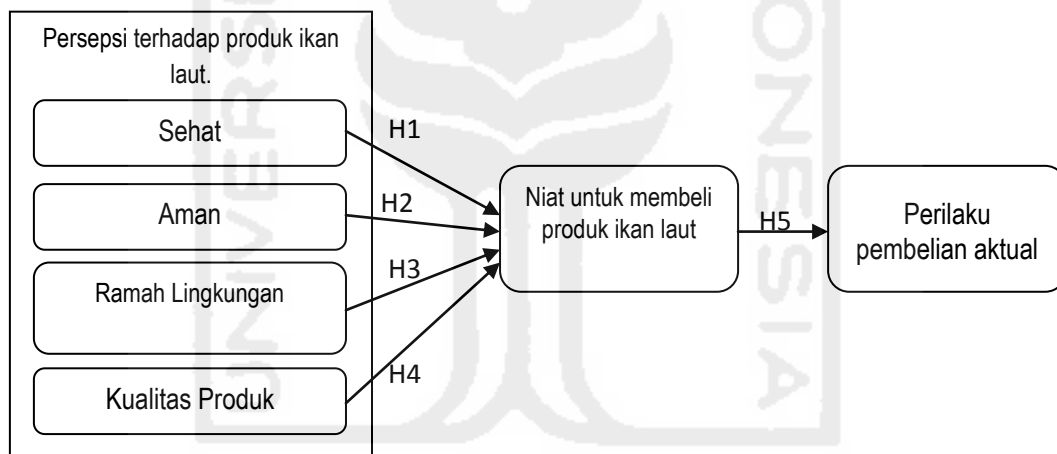 Persepsi terhadap produk ikan
laut.
Sehat
Aman
Ramah Lingkungan
Kualitas Produk
H1
H2
H3
H4
Niat untuk membeli
produk ikan laut
H5
Perilaku
pembelian aktual